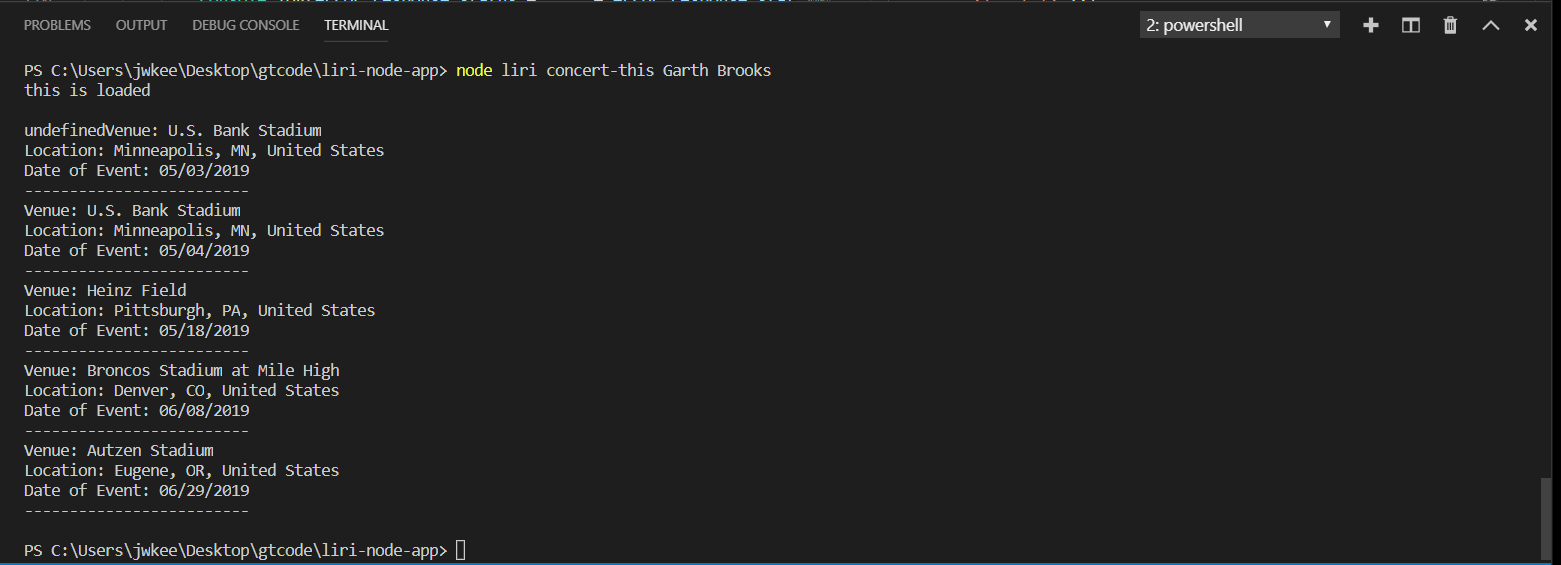 PROBLEMS OUTPUT DEBUG CONSOLE TERMINAL 2: powershell
PS C:\Users\jwkee\Desktop\gtcode\liri-node-app> node liri concert-this Garth Brooks
this is loaded
undefinedVenue: U.S. Bank Stadium
Location: Minneapolis, MN, United States
Date of Event: 05/03/2019
-------------------------
Venue: U.S. Bank Stadium
Location: Minneapolis, MN, United States
Date of Event: 05/04/2019
-------------------------
Venue: Heinz Field
Location: Pittsburgh, PA, United States
Date of Event: 05/18/2019
-------------------------
Venue: Broncos Stadium at Mile High
Location: Denver, CO, United States
Date of Event: 06/08/2019
-------------------------
Venue: Autzen Stadium
Location: Eugene, OR, United States
Date of Event: 06/29/2019
-------------------------
PS C:\Users\jwkee\Desktop\gtcode\liri-node-app>